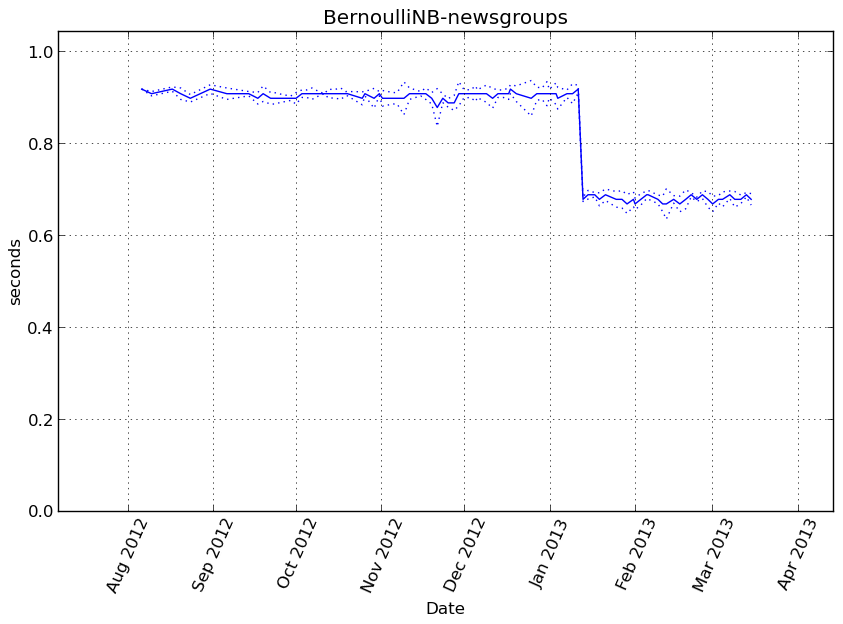 BernoulliNB-newsgroups
1.0
0.8
0.6
0.4
0.2
0.0
seconds
Aug 2012
Sep 2012
Oct 2012
Nov 2012
Dec 2012
Jan 2013
Feb 2013
Mar 2013
Apr 2013
Date